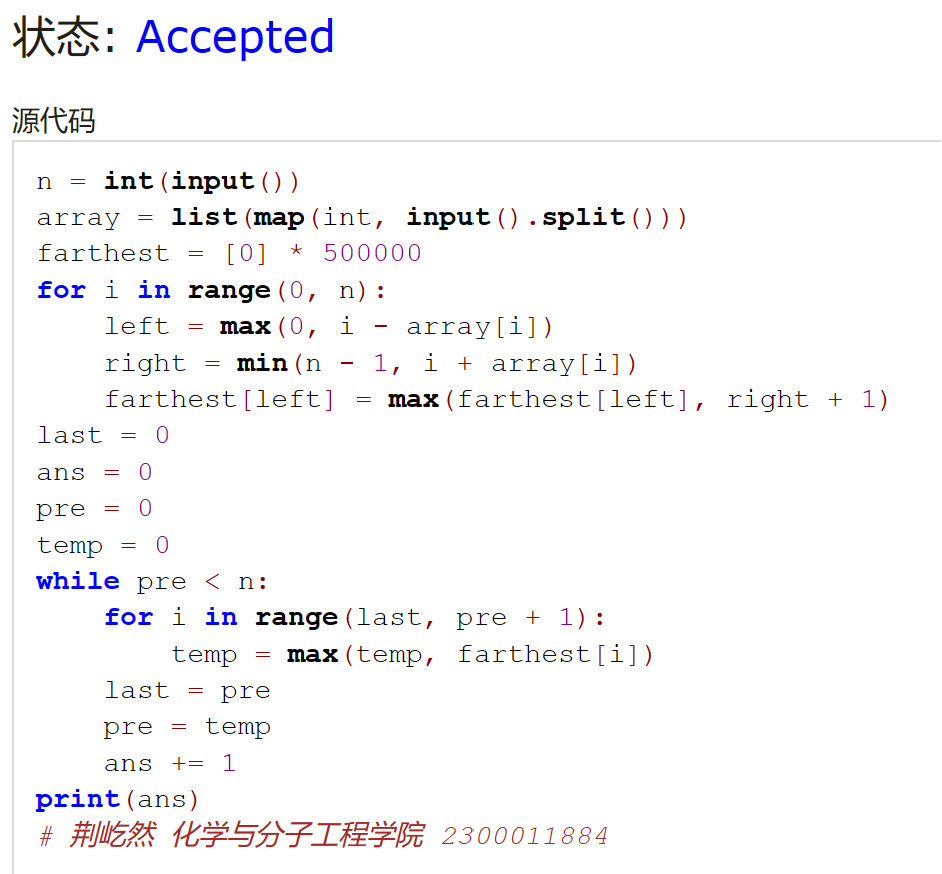 状态: Accepted
源代码
n = int(input())
array = list(map(int, input().split()))
farthest = [0] * 500000
for i in range(0, n):
    left = max(0, i - array[i])
    right = min(n - 1, i + array[i])
    farthest[left] = max(farthest[left], right + 1)
last = 0
ans = 0
pre = 0
temp = 0
while pre < n:
    for i in range(last, pre + 1):
        temp = max(temp, farthest[i])
    last = pre
    pre = temp
    ans += 1
print(ans)
# 荆屹然 化学与分子工程学院 2300011884